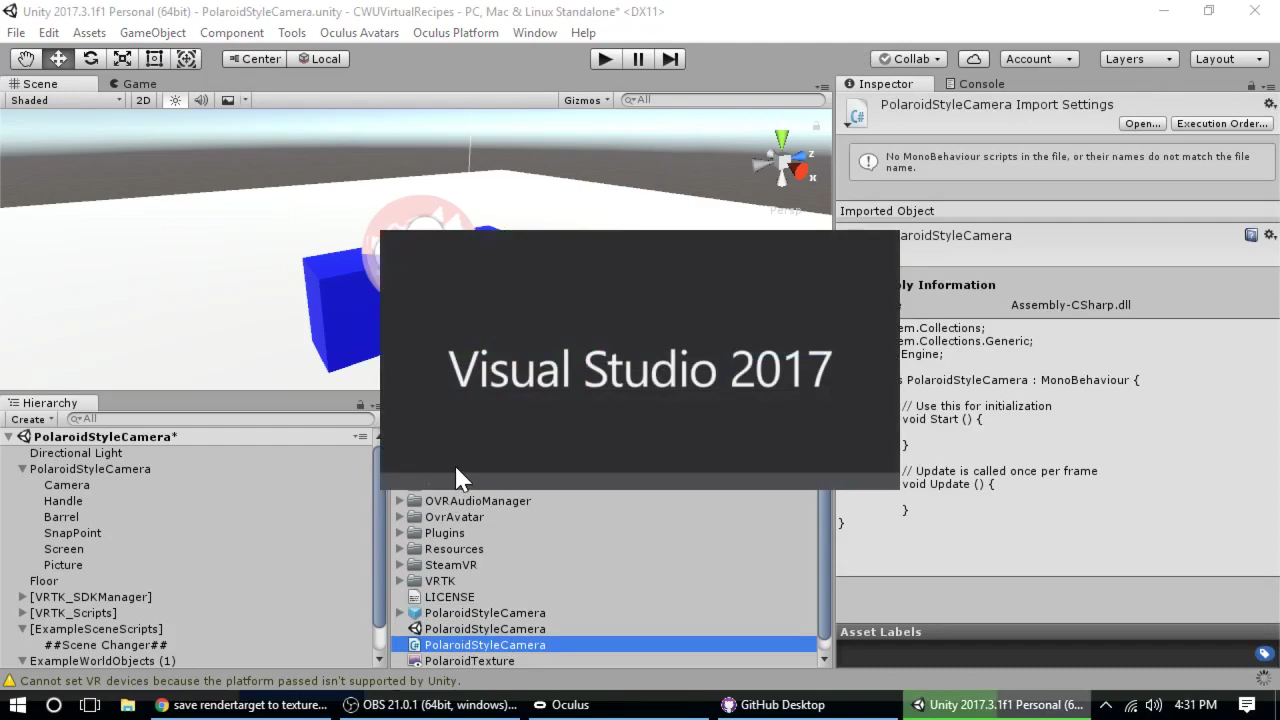 Unity 2017.3.1f1 Personal (64bit) - PolaroidStyleCamera.unity - CWUVirtualRecipes - PC, Mac & Linux Standalone* <DX11>
File Edit Assets GameObject Component Tools Oculus Avatars Oculus Platform Window Help
Center Local Collab Account Layers Layout
Scene Game
Shaded 2D Gizmos All
Inspector Console
PolaroidStyleCamera Import Settings
Open... Execution Order...
No MonoBehaviour scripts in the file, or their names do not match the file
name.
z
x
Persp
Imported Object
aroidStyleCamera
bly Information
Assembly-CSharp.dll
em.Collections;
em.Collections.Generic;
Engine;
s PolaroidStyleCamera : MonoBehaviour {
// Use this for initialization
void Start () {
}
// Update is called once per frame
void Update () {
}
}
Visual Studio 2017
Hierarchy
Create All
PolaroidStyleCamera*
Directional Light
PolaroidStyleCamera
Camera
Handle
Barrel
SnapPoint
Screen
Picture
Floor
[VRTK_SDKManager]
[VRTK_Scripts]
[ExampleSceneScripts]
##Scene Changer##
ExampleWorldObjects (1)
OVRAudioManager
OvrAvatar
Plugins
Resources
SteamVR
VRTK
LICENSE
PolaroidStyleCamera
PolaroidStyleCamera
PolaroidStyleCamera
PolaroidTexture
Asset Labels
Cannot set VR devices because the platform passed isn't supported by Unity.
save rendertarget to texture... OBS 21.0.1 (64bit, windows)... Oculus GitHub Desktop Unity 2017.3.1f1 Personal (6... 4:31 PM